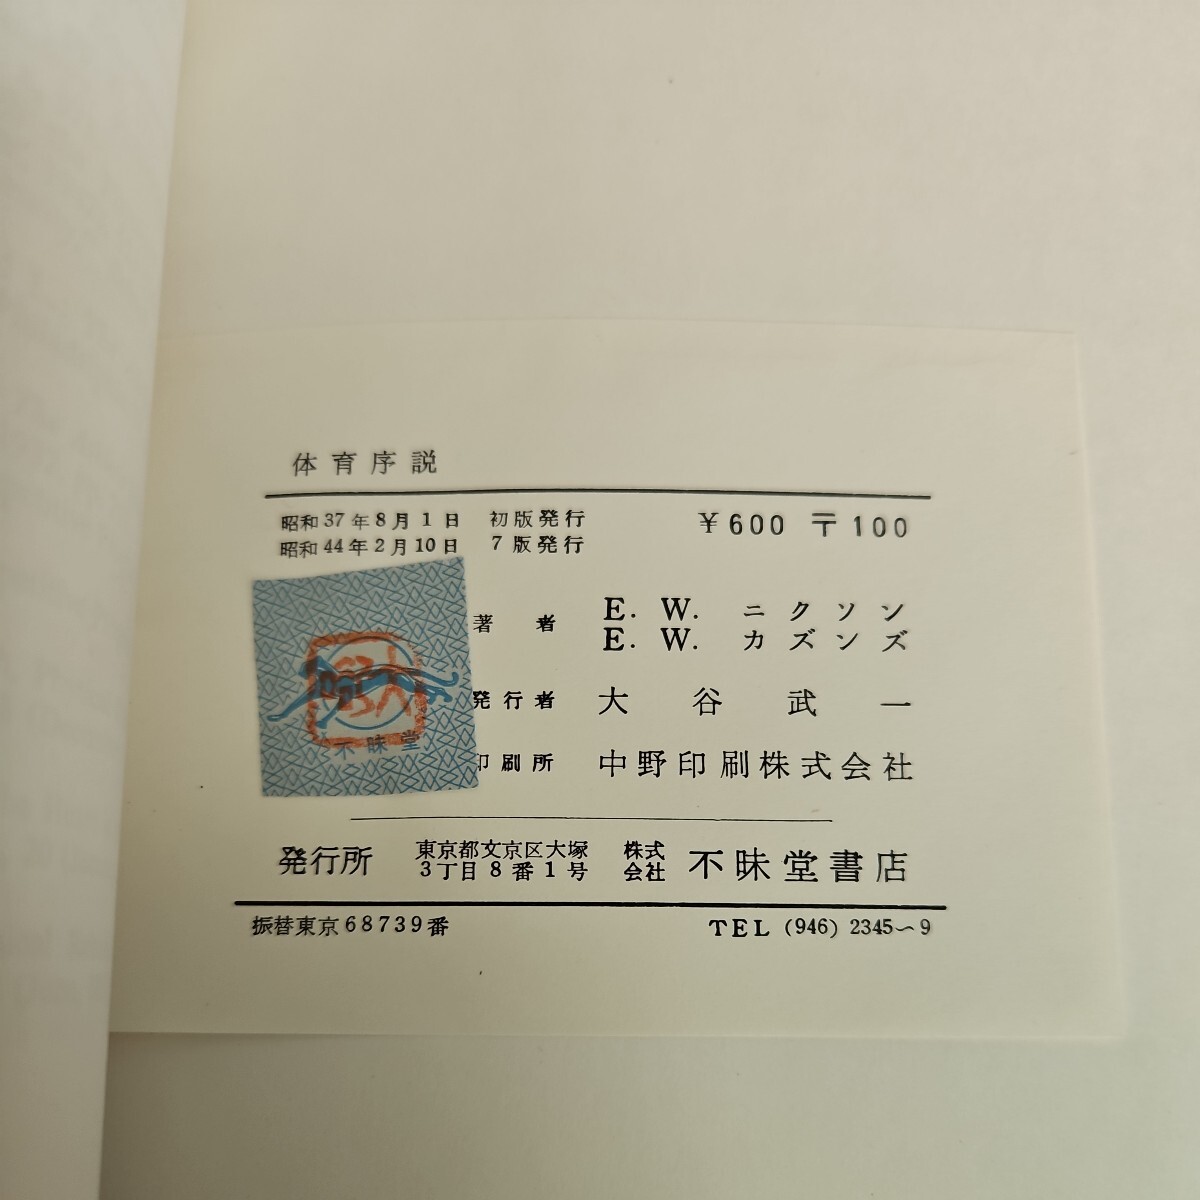 体育序説
昭和37年8月1日 初版発行 ¥600 〒100
昭和44年2月10日 7版発行
著者 E. W. ニクソン
E. W. カズンズ
発行者 大谷武一
印刷所 中野印刷株式会社
不昧堂
発行所 東京都文京区大塚3丁目8番1号 株式会社 不昧堂書店
振替東京68739番 TEL (946) 2345〜9